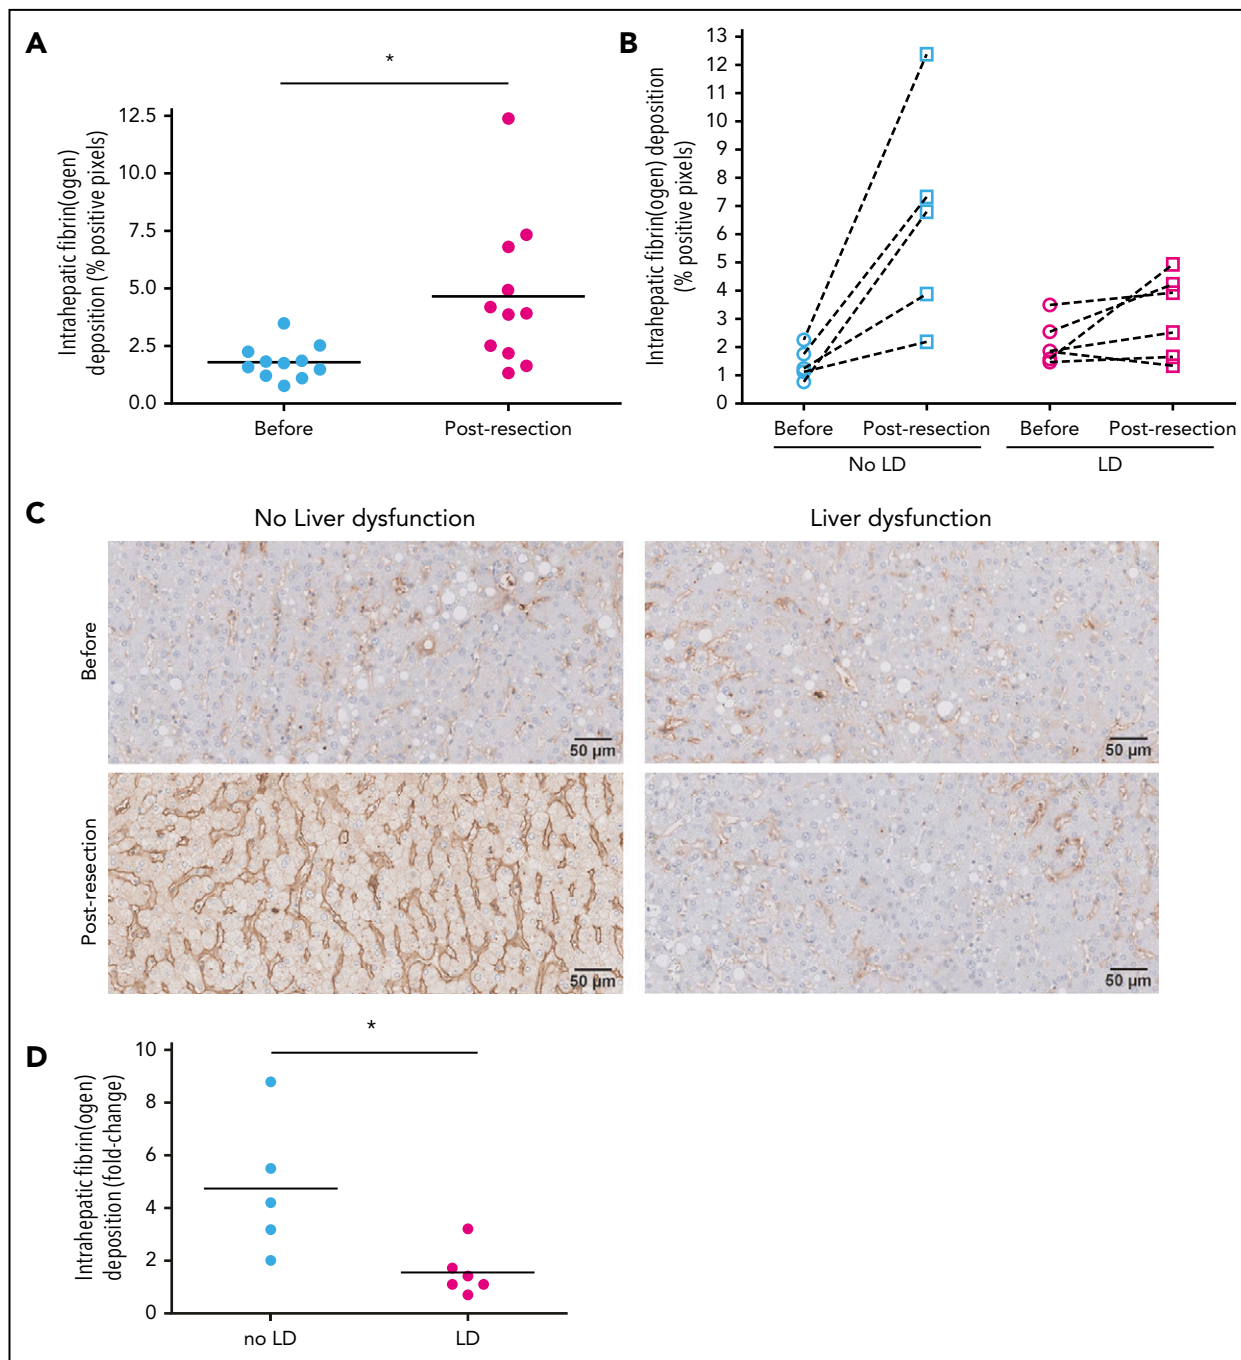 A
*
Intrahepatic fibrin(ogen)
deposition (% positive pixels)
12.5
10.0
7.5
5.0
2.5
0.0
Before
Post-resection
B
Intrahepatic fibrin(ogen) deposition
(% positive pixels)
13
12
11
10
9
8
7
6
5
4
3
2
1
0
Before
Post-resection
Before
Post-resection
No LD
LD
C
No Liver dysfunction
Liver dysfunction
Before
50 µm
50 µm
Post-resection
50 µm
50 µm
D
*
Intrahepatic fibrin(ogen)
deposition (fold-change)
10
8
6
4
2
0
no LD
LD